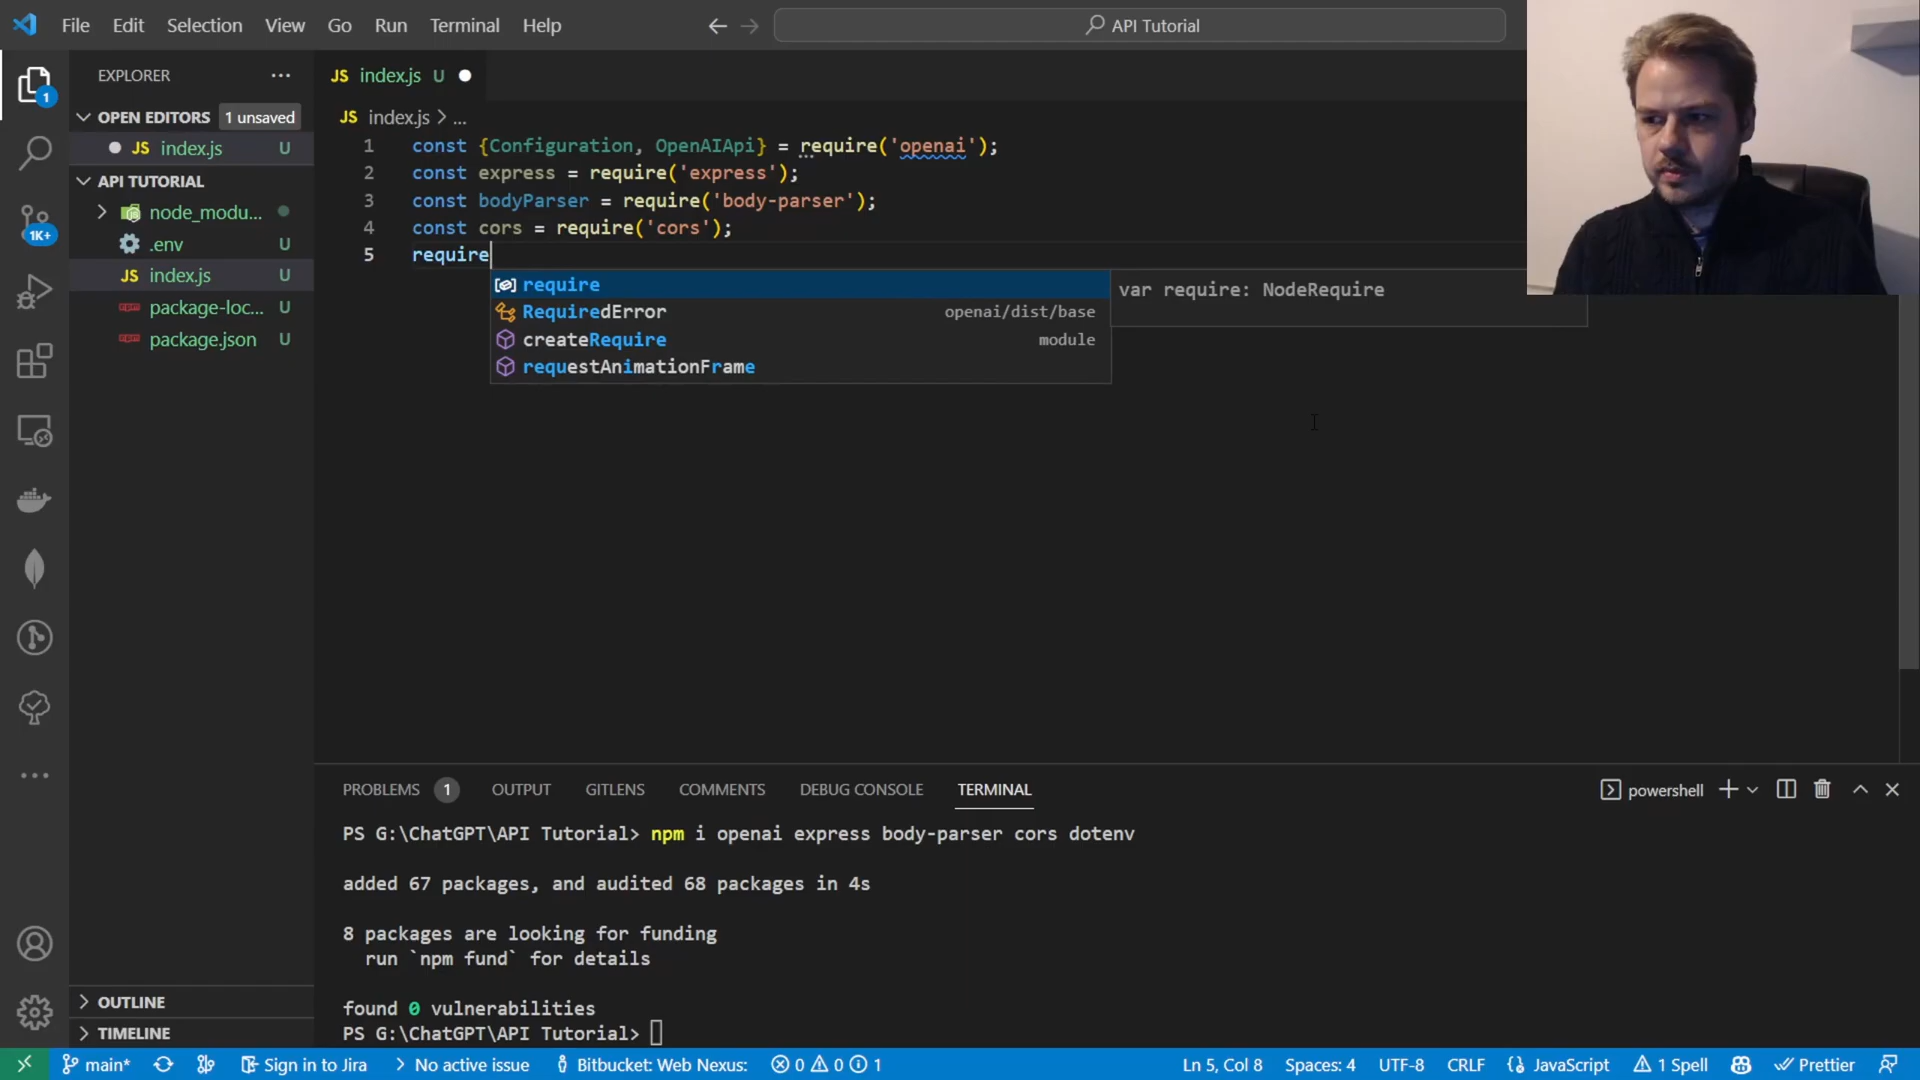 File Edit Selection View Go Run Terminal Help
API Tutorial
EXPLORER
OPEN EDITORS 1 unsaved
JS index.js U
API TUTORIAL
node_modu...
.env U
JS index.js U
package-loc... U
package.json U
OUTLINE
TIMELINE
1
1K+
JS index.js U
JS index.js > ...
1 const {Configuration, OpenAIApi} = require('openai');
2 const express = require('express');
3 const bodyParser = require('body-parser');
4 const cors = require('cors');
5 require
require
RequiredError openai/dist/base
createRequire module
requestAnimationFrame
var require: NodeRequire
PROBLEMS 1 OUTPUT GITLENS COMMENTS DEBUG CONSOLE TERMINAL
powershell
PS G:\ChatGPT\API Tutorial> npm i openai express body-parser cors dotenv
added 67 packages, and audited 68 packages in 4s
8 packages are looking for funding
run `npm fund` for details
found 0 vulnerabilities
PS G:\ChatGPT\API Tutorial>
main* Sign in to Jira No active issue Bitbucket: Web Nexus: 0 0 1 Ln 5, Col 8 Spaces: 4 UTF-8 CRLF {} JavaScript 1 Spell Prettier